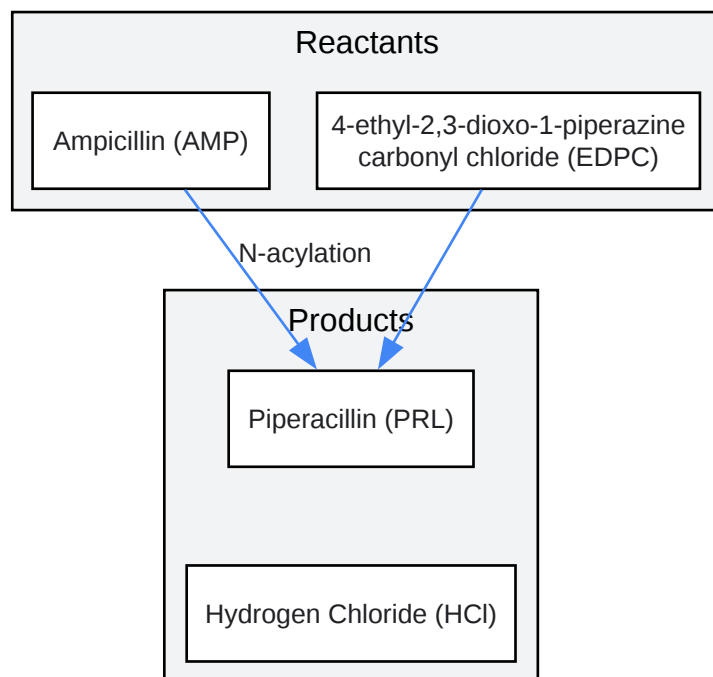 Reactants
Ampicillin (AMP)
4-ethyl-2,3-dioxo-1-piperazine
carbonyl chloride (EDPC)
N-acylation
Products
Piperacillin (PRL)
Hydrogen Chloride (HCl)